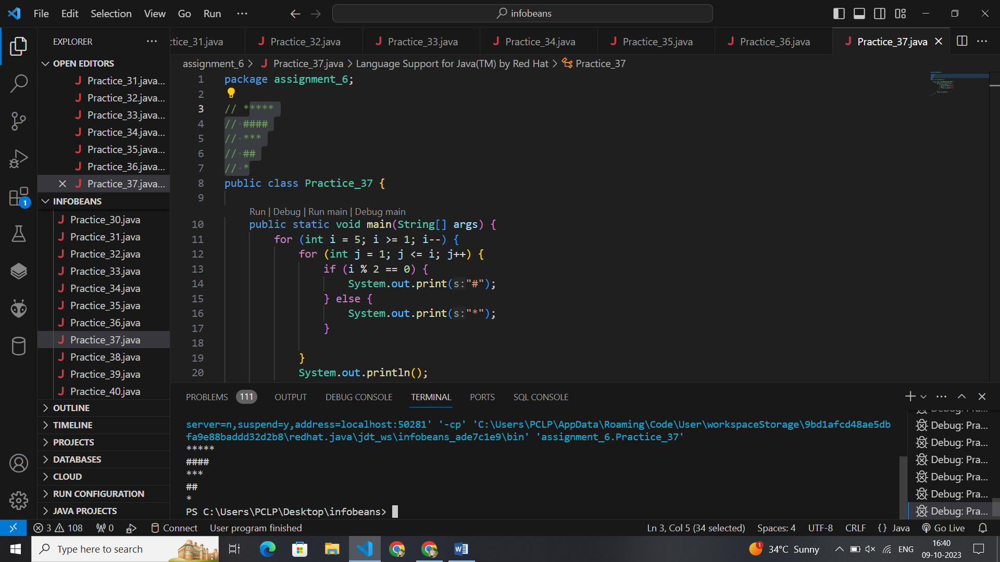 File Edit Selection View Go Run ··· infobeans
EXPLORER ···
OPEN EDITORS
Practice_31.java...
Practice_32.java...
Practice_33.java...
Practice_34.java...
Practice_35.java...
Practice_36.java...
Practice_37.java...
INFOBEANS
Practice_30.java
Practice_31.java
Practice_32.java
Practice_33.java
Practice_34.java
Practice_35.java
Practice_36.java
Practice_37.java
Practice_38.java
Practice_39.java
Practice_40.java
OUTLINE
TIMELINE
PROJECTS
DATABASES
CLOUD
RUN CONFIGURATION
JAVA PROJECTS
1
ctice_31.java Practice_32.java Practice_33.java Practice_34.java Practice_35.java Practice_36.java Practice_37.java
assignment_6 > Practice_37.java > Language Support for Java(TM) by Red Hat > Practice_37
1 package assignment_6;
2
3 // *****
4 // ####
5 // ***
6 // ##
7 // *
8 public class Practice_37 {
9
Run | Debug | Run main | Debug main
10 public static void main(String[] args) {
11 for (int i = 5; i >= 1; i--) {
12 for (int j = 1; j <= i; j++) {
13 if (i % 2 == 0) {
14 System.out.print(s:"#");
15 } else {
16 System.out.print(s:"*");
17 }
18
19 }
20 System.out.println();
PROBLEMS 111 OUTPUT DEBUG CONSOLE TERMINAL PORTS SQL CONSOLE
server=n,suspend=y,address=localhost:50281' '-cp' 'C:\Users\PCLP\AppData\Roaming\Code\User\workspaceStorage\9bd1afcd48ae5db
fa9e88baddd32d2b8\redhat.java\jdt_ws\infobeans_ade7c1e9\bin' 'assignment_6.Practice_37'
*****
####
***
##
*
PS C:\Users\PCLP\Desktop\infobeans>
Debug: Pra...
Debug: Pra...
Debug: Pra...
Debug: Pra...
Debug: Pra...
Debug: Pra...
Debug: Pra...
3 108 0 Connect User program finished Ln 3, Col 5 (34 selected) Spaces: 4 UTF-8 CRLF {} Java Go Live
Type here to search 1 34°C Sunny ENG 16:40
09-10-2023